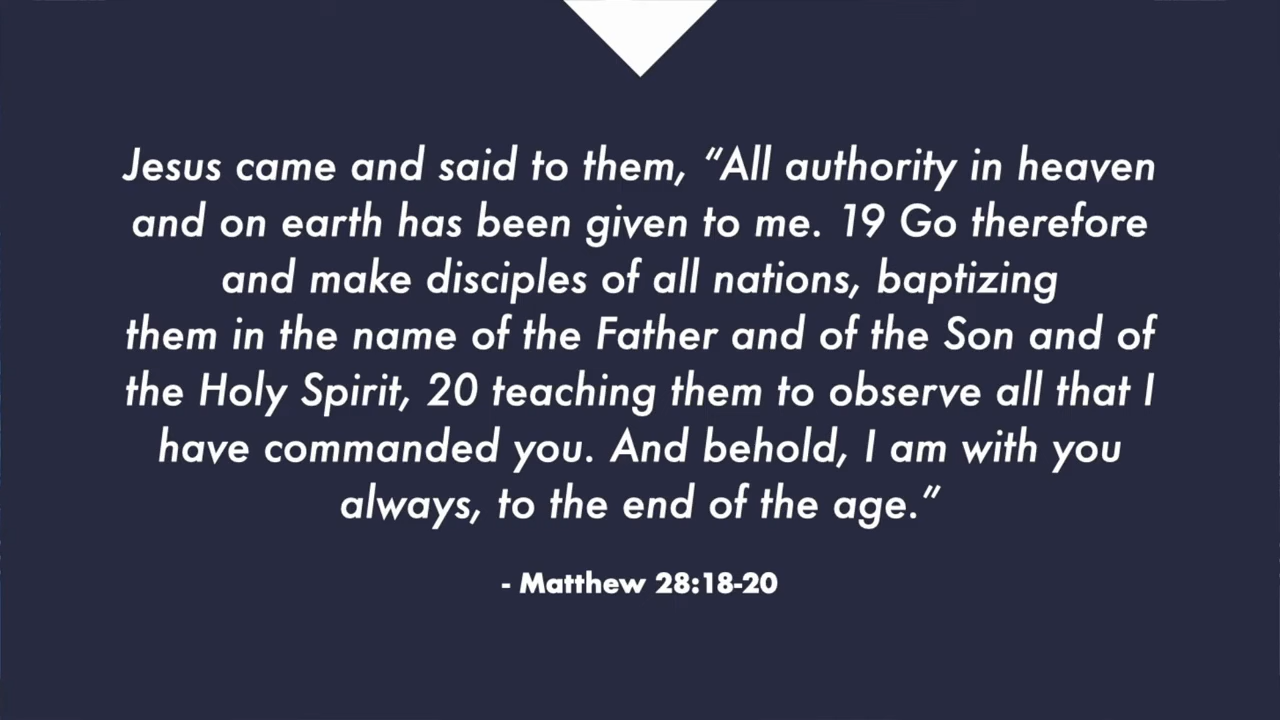 Jesus came and said to them, “All authority in heaven
and on earth has been given to me. 19 Go therefore
and make disciples of all nations, baptizing
them in the name of the Father and of the Son and of
the Holy Spirit, 20 teaching them to observe all that I
have commanded you. And behold, I am with you
always, to the end of the age.”
- Matthew 28:18-20